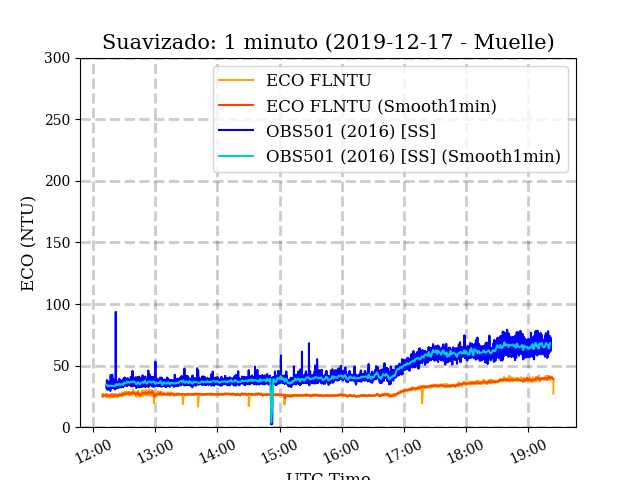 Suavizado: 1 minuto (2019-12-17 - Muelle)
ECO FLNTU
ECO FLNTU (Smooth1min)
OBS501 (2016) [SS]
OBS501 (2016) [SS] (Smooth1min)
ECO (NTU)
300
250
200
150
100
50
0
12:00 13:00 14:00 15:00 16:00 17:00 18:00 19:00
UTC Time